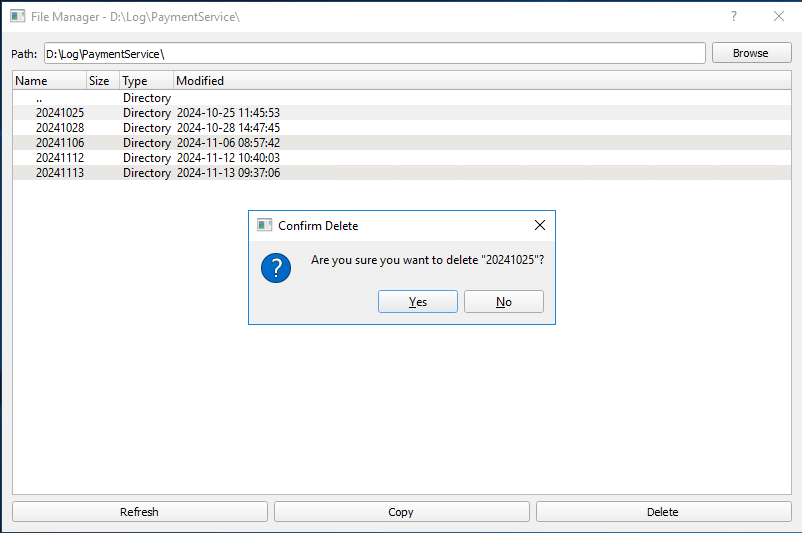 File Manager - D:\Log\PaymentService\
?
Path: D:\Log\PaymentService\ Browse
Name Size Type Modified
.. Directory
20241025 Directory 2024-10-25 11:45:53
20241028 Directory 2024-10-28 14:47:45
20241106 Directory 2024-11-06 08:57:42
20241112 Directory 2024-11-12 10:40:03
20241113 Directory 2024-11-13 09:37:06
Confirm Delete
?
Are you sure you want to delete "20241025"?
Yes No
Refresh Copy Delete